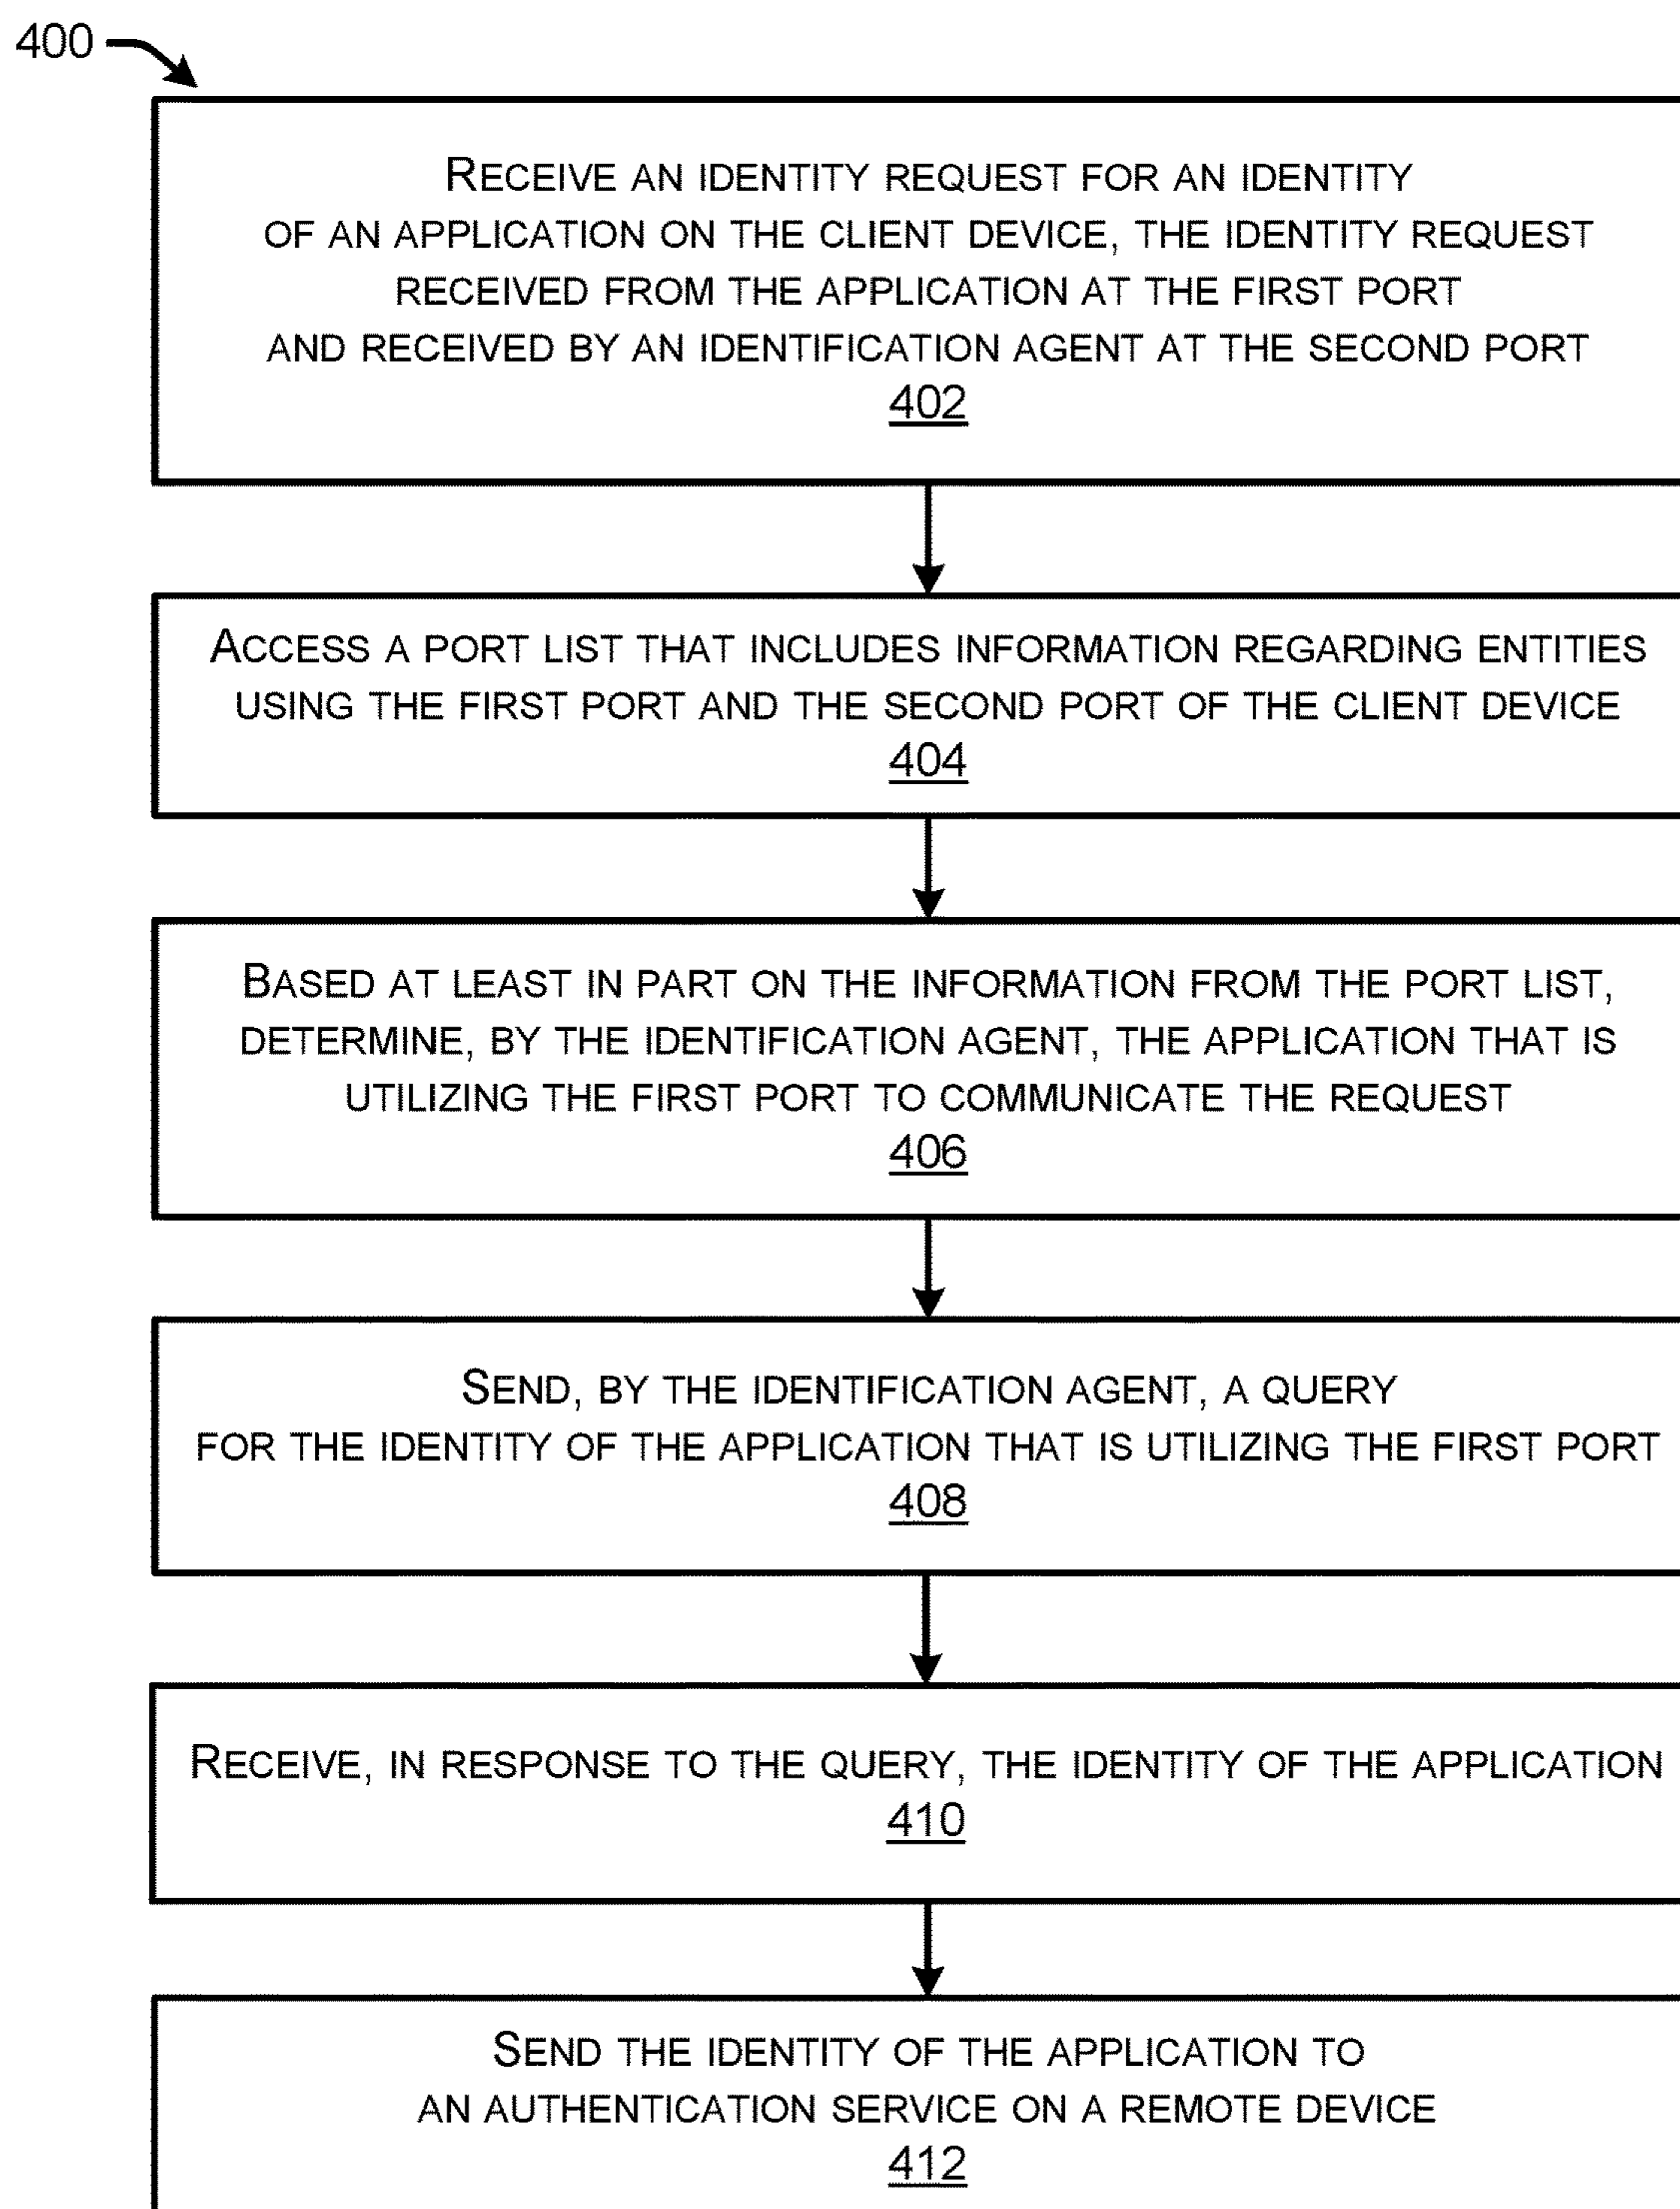 400
RECEIVE AN IDENTITY REQUEST FOR AN IDENTITY
OF AN APPLICATION ON THE CLIENT DEVICE, THE IDENTITY REQUEST
RECEIVED FROM THE APPLICATION AT THE FIRST PORT
AND RECEIVED BY AN IDENTIFICATION AGENT AT THE SECOND PORT
402
ACCESS A PORT LIST THAT INCLUDES INFORMATION REGARDING ENTITIES
USING THE FIRST PORT AND THE SECOND PORT OF THE CLIENT DEVICE
404
BASED AT LEAST IN PART ON THE INFORMATION FROM THE PORT LIST,
DETERMINE, BY THE IDENTIFICATION AGENT, THE APPLICATION THAT IS
UTILIZING THE FIRST PORT TO COMMUNICATE THE REQUEST
406
SEND, BY THE IDENTIFICATION AGENT, A QUERY
FOR THE IDENTITY OF THE APPLICATION THAT IS UTILIZING THE FIRST PORT
408
RECEIVE, IN RESPONSE TO THE QUERY, THE IDENTITY OF THE APPLICATION
410
SEND THE IDENTITY OF THE APPLICATION TO
AN AUTHENTICATION SERVICE ON A REMOTE DEVICE
412